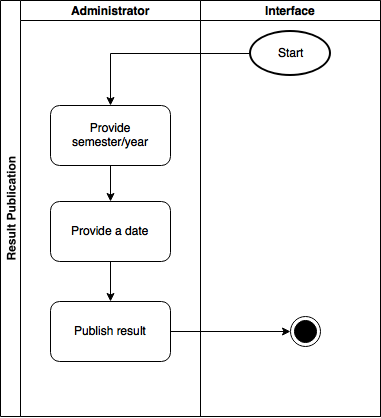 Administrator
Interface
Result Publication
Start
Provide
semester/year
Provide a date
Publish result